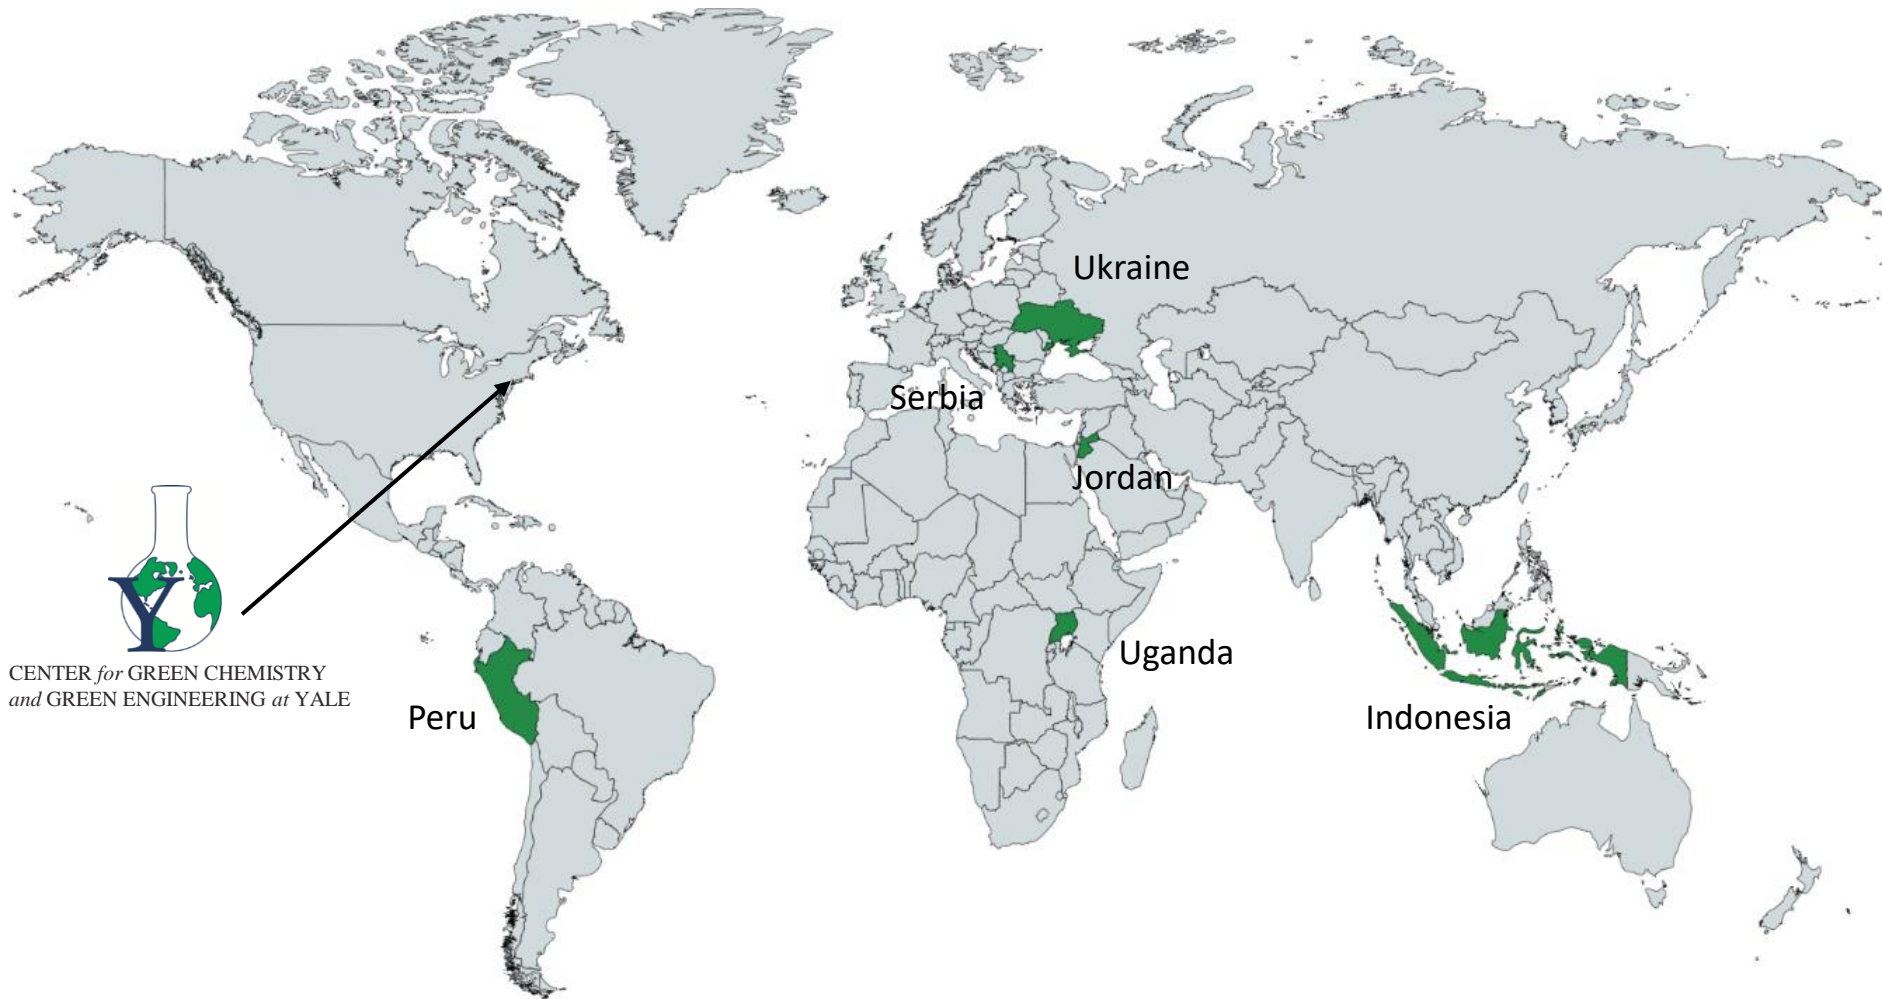 Ukraine
Serbia
Jordan
Y
CENTER for GREEN CHEMISTRY
and GREEN ENGINEERING at YALE
Uganda
Peru
Indonesia